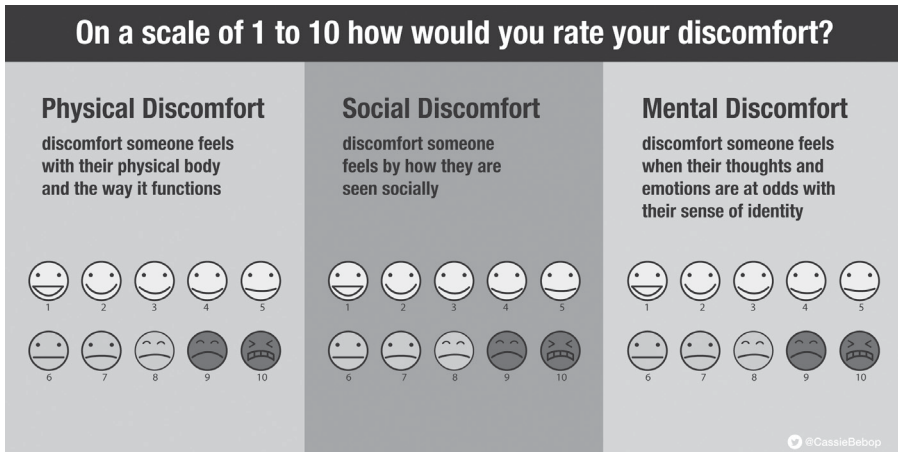 On a scale of 1 to 10 how would you rate your discomfort?
Physical Discomfort
discomfort someone feels
with their physical body
and the way it functions
1 2 3 4 5
6 7 8 9 10
Social Discomfort
discomfort someone
feels by how they are
seen socially
1 2 3 4 5
6 7 8 9 10
Mental Discomfort
discomfort someone feels
when their thoughts and
emotions are at odds with
their sense of identity
1 2 3 4 5
6 7 8 9 10
@CassieBebop